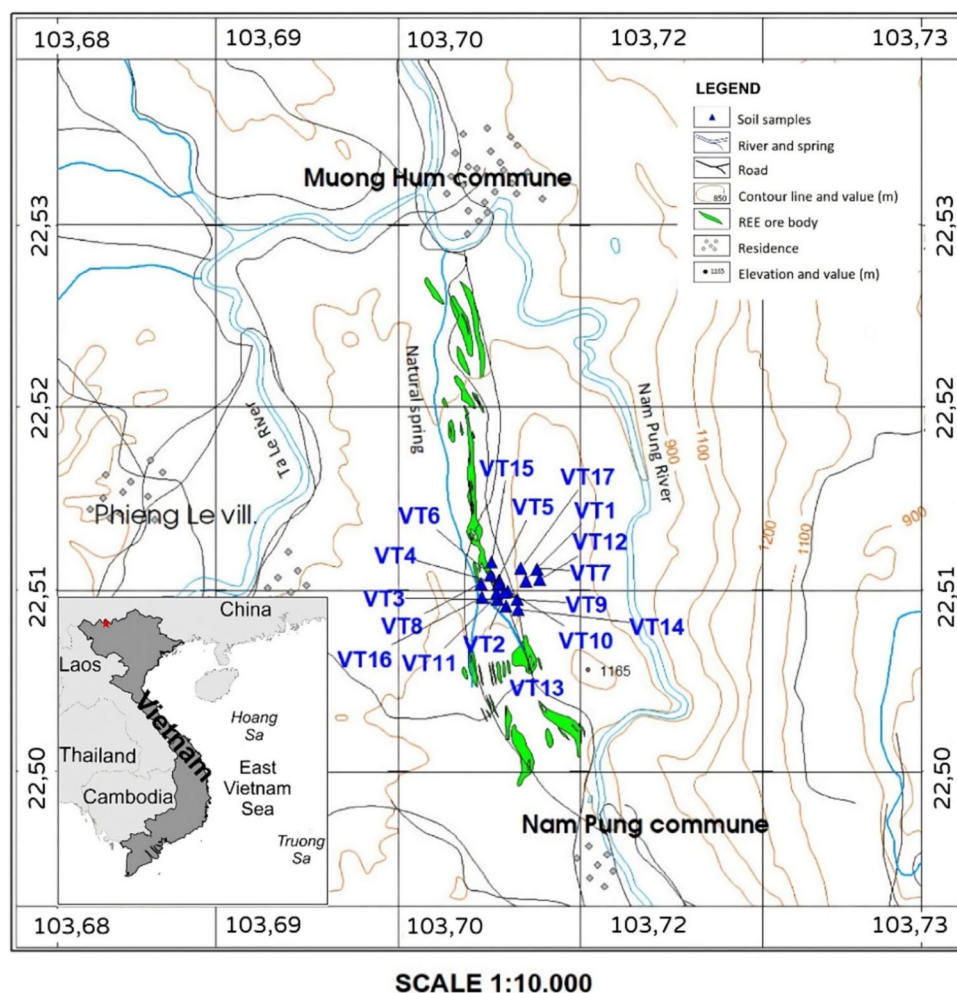 103,68 103,69 103,70 103,72 103,73
LEGEND
Soil samples
River and spring
Road
850 Contour line and value (m)
REE ore body
Residence
1165 Elevation and value (m)
Muong Hum commune
22,53 22,53
22,52 22,52
Natural spring
Ta Le River
Nam Pung River
900
1100
1200
1100
900
Phieng Le vill.
VT15
VT17
VT5
VT1
VT6
VT12
VT4
VT7
22,51 22,51
VT3
VT9
VT8
VT2
VT14
VT16
VT11
VT10
VT13
1165
22,50 22,50
Nam Pung commune
China
Laos
Vietnam
Hoang
Sa
Thailand
East
Vietnam
Sea
Cambodia
Truong
Sa
103,68 103,69 103,70 103,72 103,73
SCALE 1:10.000